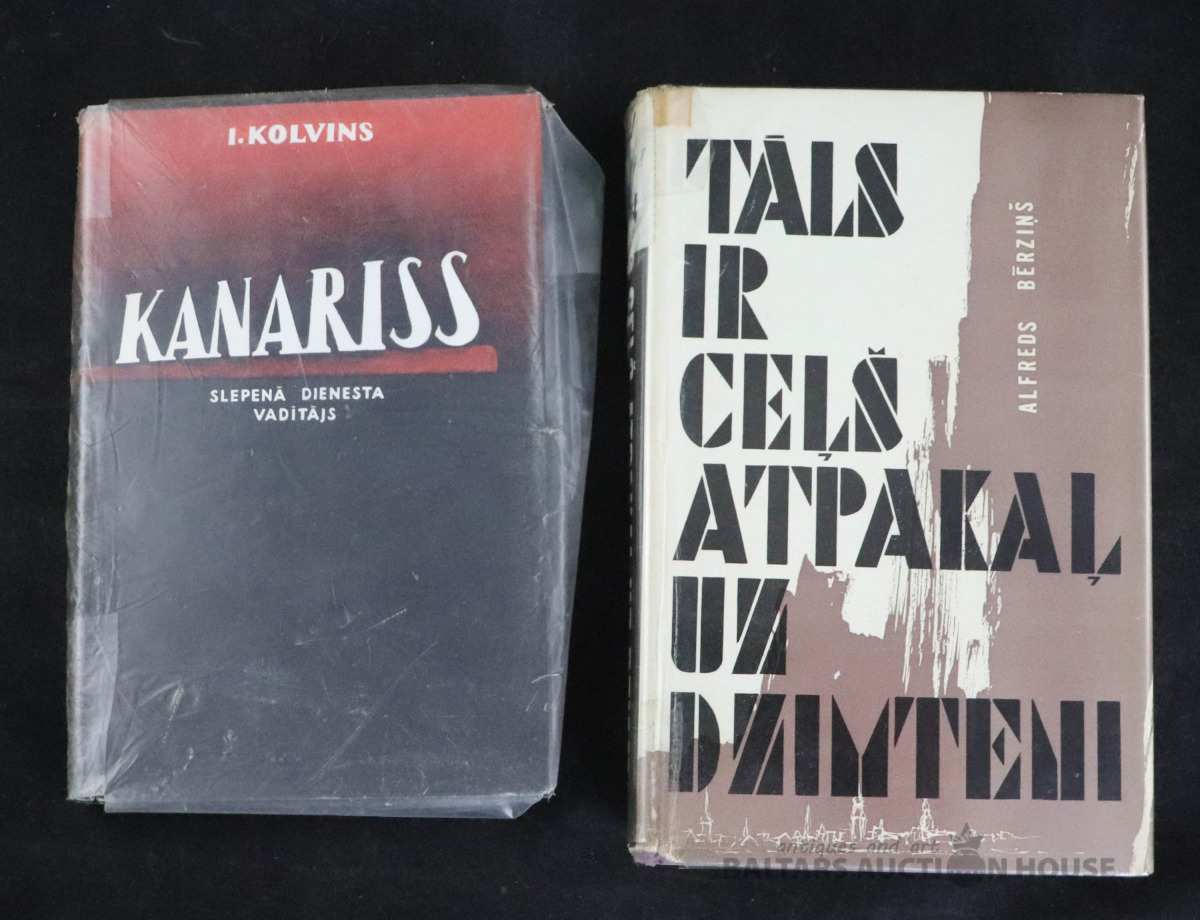 I. KOLVINS
KANARISS
SLEPENĀ DIENESTA
VADĪTĀJS
TĀLS
IR
CEĻŠ
ATPAKAĻ
UZ
DZIMTENI
ALFREDS BĒRZIŅŠ
antiques and art
BALTARS AUCTION HOUSE